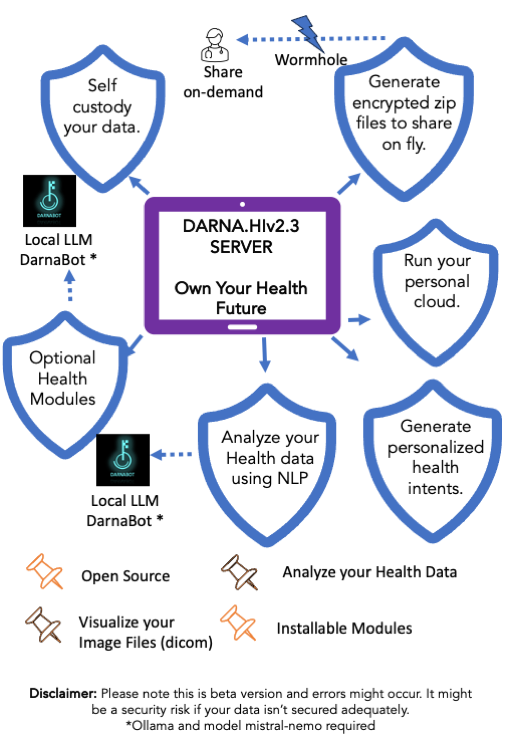 Wormhole
Share
on-demand
Self
custody
your data.
Generate
encrypted zip
files to share
on fly.
DARNABOT
Local LLM
DarnaBot *
DARNA.HIv2.3
SERVER
Own Your Health
Future
Run your
personal
cloud.
Optional
Health
Modules
Analyze your
Health data
using NLP
Generate
personalized
health
intents.
DARNABOT
Local LLM
DarnaBot *
Open Source
Analyze your Health Data
Visualize your
Image Files (dicom)
Installable Modules
Disclaimer: Please note this is beta version and errors might occur. It might
be a security risk if your data isn't secured adequately.
*Ollama and model mistral-nemo required